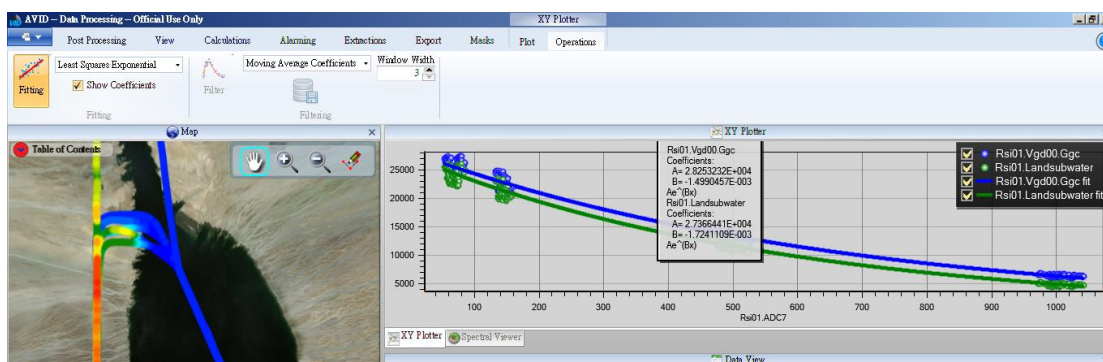 AVID – Data Processing – Official Use Only
XY Plotter
Post Processing View Calculations Alarming Extractions Export Masks Plot Operations
Fitting
Least Squares Exponential
Show Coefficients
Fitting
Filter
Moving Average Coefficients
Window Width
3
Filtering
Map
Table of Contents
XY Plotter
Rsi01.Vgd00.Ggc
Coefficients:
A= 2.8253232E+004
B= -1.4990457E-003
Ae^(Bx)
Rsi01.Landsubwater
Coefficients:
A= 2.7366441E+004
B= -1.7241109E-003
Ae^(Bx)
Rsi01.Vgd00.Ggc
Rsi01.Landsubwater
Rsi01.Vgd00.Ggc fit
Rsi01.Landsubwater fit
25000
20000
15000
10000
5000
100 200 300 400 500 600 700 800 900 1000
Rsi01.ADC7
XY Plotter Spectral Viewer
Data View